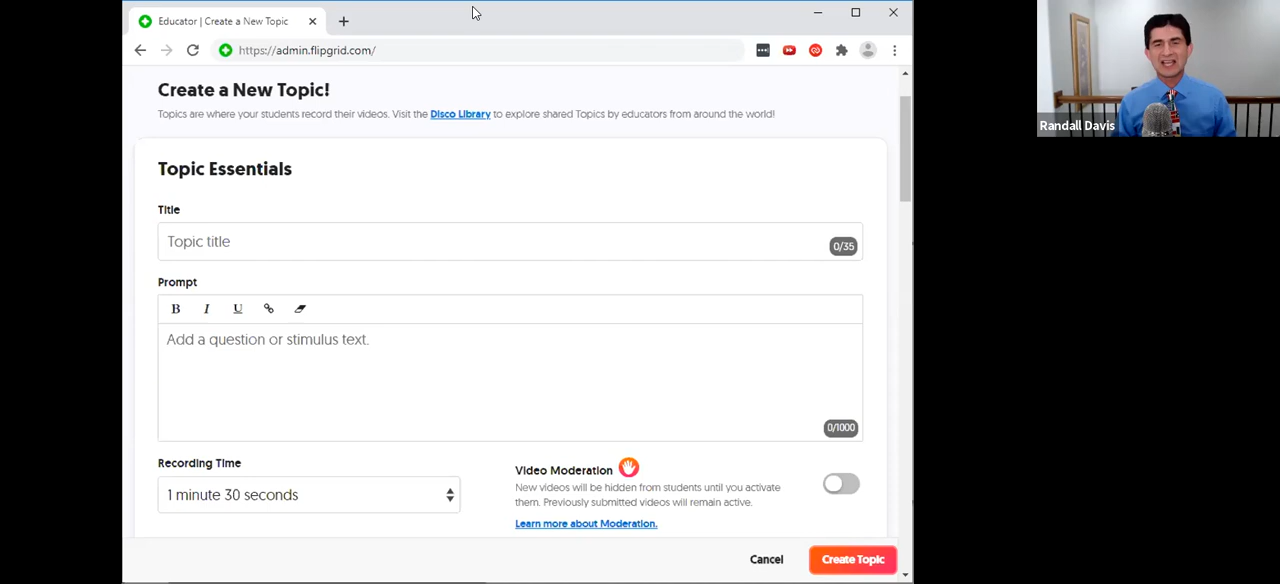 Educator | Create a New Topic
https://admin.flipgrid.com/
Create a New Topic!
Topics are where your students record their videos. Visit the Disco Library to explore shared Topics by educators from around the world!
Topic Essentials
Title
Topic title
0/35
Prompt
B I U
Add a question or stimulus text.
0/1000
Recording Time
1 minute 30 seconds
Video Moderation
New videos will be hidden from students until you activate
them. Previously submitted videos will remain active.
Learn more about Moderation.
Cancel
Create Topic
Randall Davis